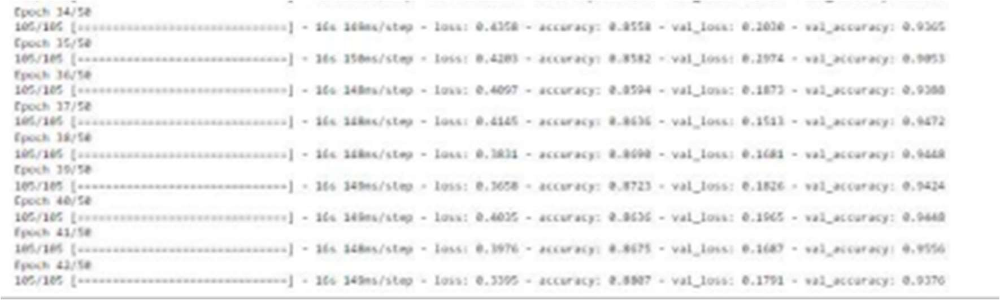 Epoch 34/50
105/105 [==============================] - 16s 149ms/step - loss: 0.4358 - accuracy: 0.8558 - val_loss: 0.2030 - val_accuracy: 0.9365
Epoch 35/50
105/105 [==============================] - 16s 150ms/step - loss: 0.4203 - accuracy: 0.8582 - val_loss: 0.2974 - val_accuracy: 0.9053
Epoch 36/50
105/105 [==============================] - 16s 148ms/step - loss: 0.4097 - accuracy: 0.8594 - val_loss: 0.1873 - val_accuracy: 0.9388
Epoch 37/50
105/105 [==============================] - 16s 148ms/step - loss: 0.4145 - accuracy: 0.8636 - val_loss: 0.1513 - val_accuracy: 0.9472
Epoch 38/50
105/105 [==============================] - 16s 148ms/step - loss: 0.3831 - accuracy: 0.8690 - val_loss: 0.1681 - val_accuracy: 0.9448
Epoch 39/50
105/105 [==============================] - 16s 149ms/step - loss: 0.3658 - accuracy: 0.8723 - val_loss: 0.1826 - val_accuracy: 0.9424
Epoch 40/50
105/105 [==============================] - 16s 149ms/step - loss: 0.4035 - accuracy: 0.8636 - val_loss: 0.1965 - val_accuracy: 0.9448
Epoch 41/50
105/105 [==============================] - 16s 148ms/step - loss: 0.3976 - accuracy: 0.8675 - val_loss: 0.1687 - val_accuracy: 0.9556
Epoch 42/50
105/105 [==============================] - 16s 149ms/step - loss: 0.3395 - accuracy: 0.8807 - val_loss: 0.1791 - val_accuracy: 0.9376